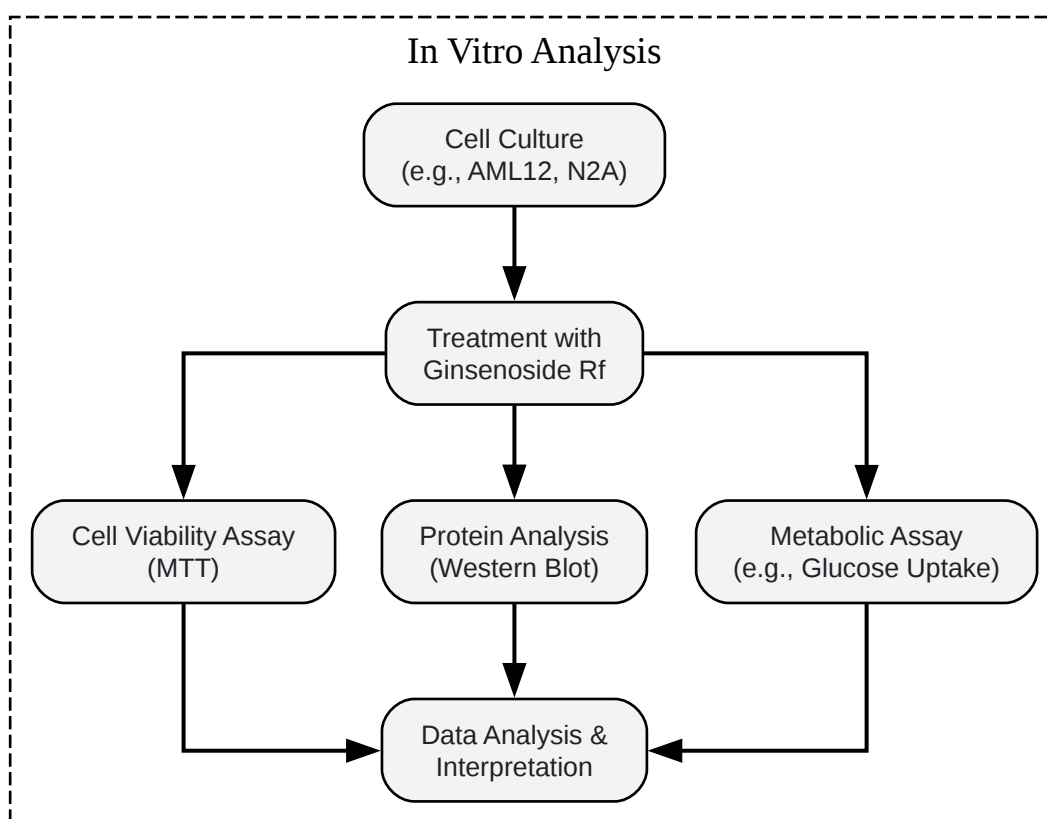 In Vitro Analysis
Cell Culture
(e.g., AML12, N2A)
Treatment with
Ginsenoside Rf
Cell Viability Assay
(MTT)
Protein Analysis
(Western Blot)
Metabolic Assay
(e.g., Glucose Uptake)
Data Analysis &
Interpretation